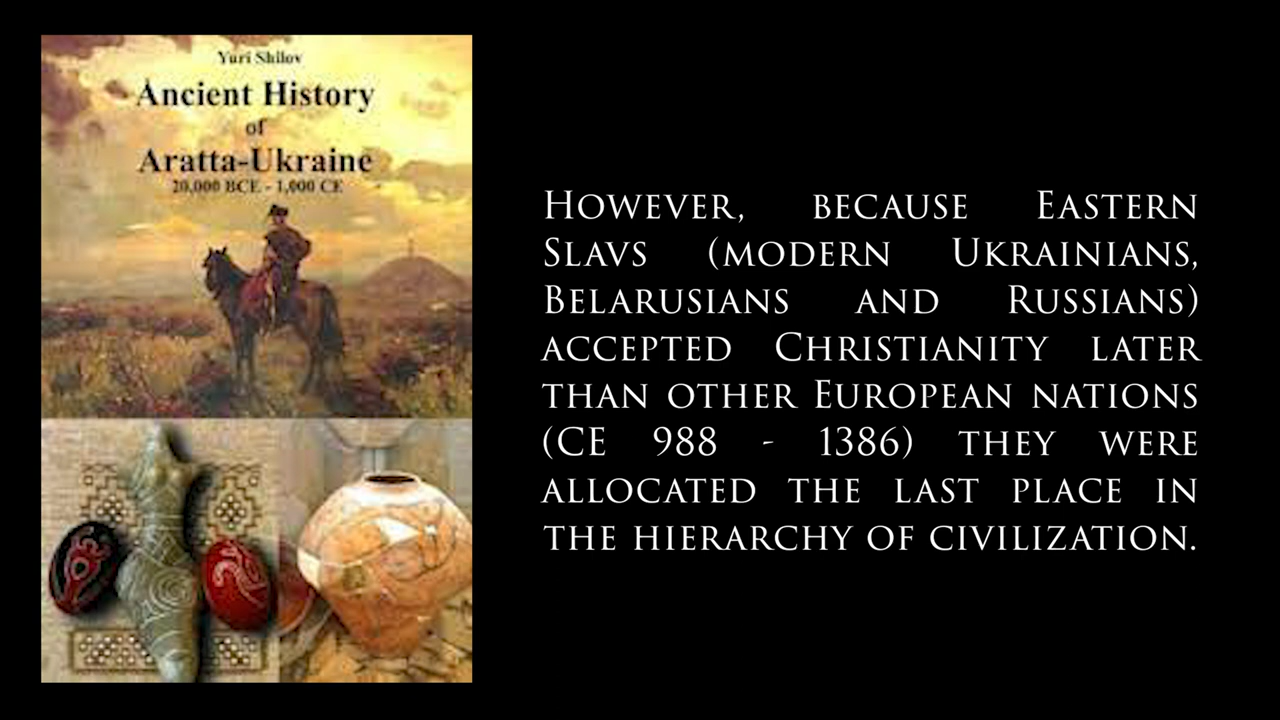 Yuri Shilov
Ancient History
of
Aratta-Ukraine
20,000 BCE - 1,000 CE
However, because Eastern
Slavs (modern Ukrainians,
Belarusians and Russians)
accepted Christianity later
than other European nations
(CE 988 - 1386) they were
allocated the last place in
the hierarchy of civilization.